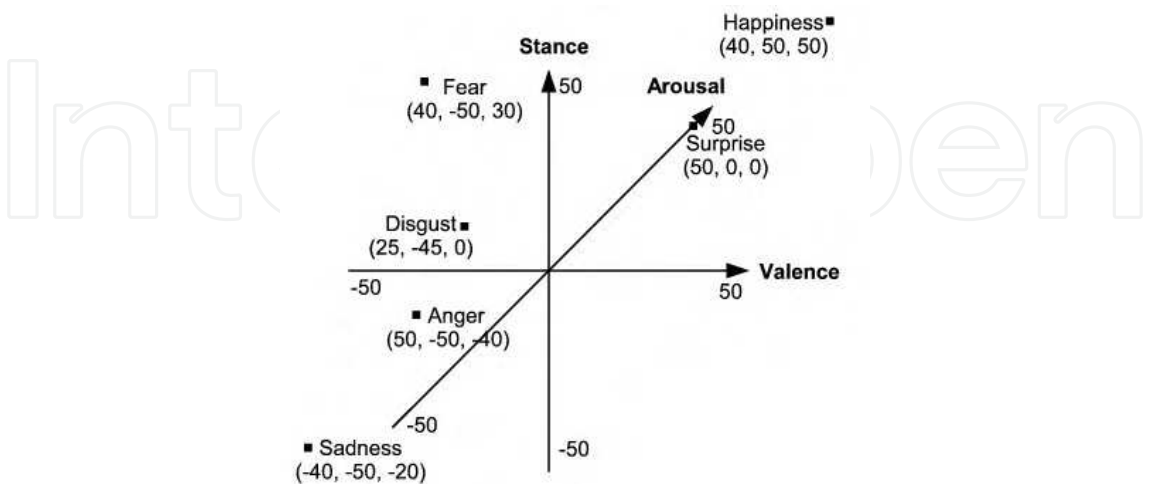 Happiness
(40, 50, 50)
Stance
Fear
(40, -50, 30)
50
Arousal
50
Surprise
(50, 0, 0)
Disgust
(25, -45, 0)
-50
50
Valence
Anger
(50, -50, -40)
-50
Sadness
(-40, -50, -20)
-50